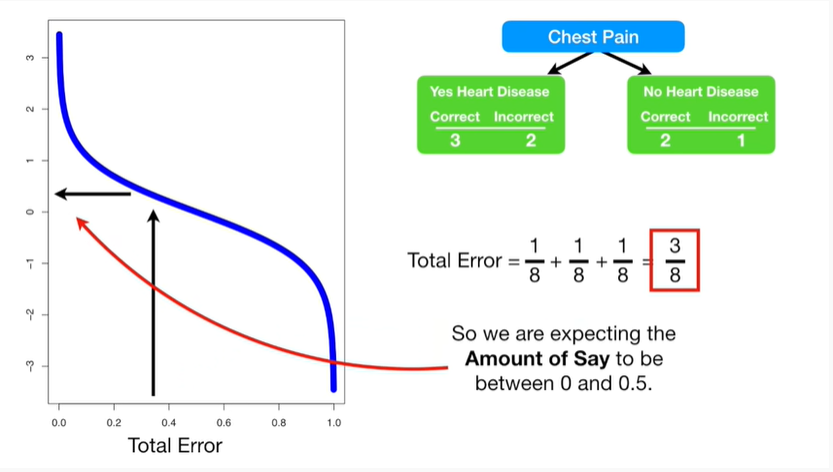 Chest Pain
Yes Heart Disease
Correct Incorrect
3 2
No Heart Disease
Correct Incorrect
2 1
3
2
1
0
-1
-2
-3
0.0 0.2 0.4 0.6 0.8 1.0
Total Error
Total Error = 1/8 + 1/8 + 1/8 = 3/8
So we are expecting the
Amount of Say to be
between 0 and 0.5.